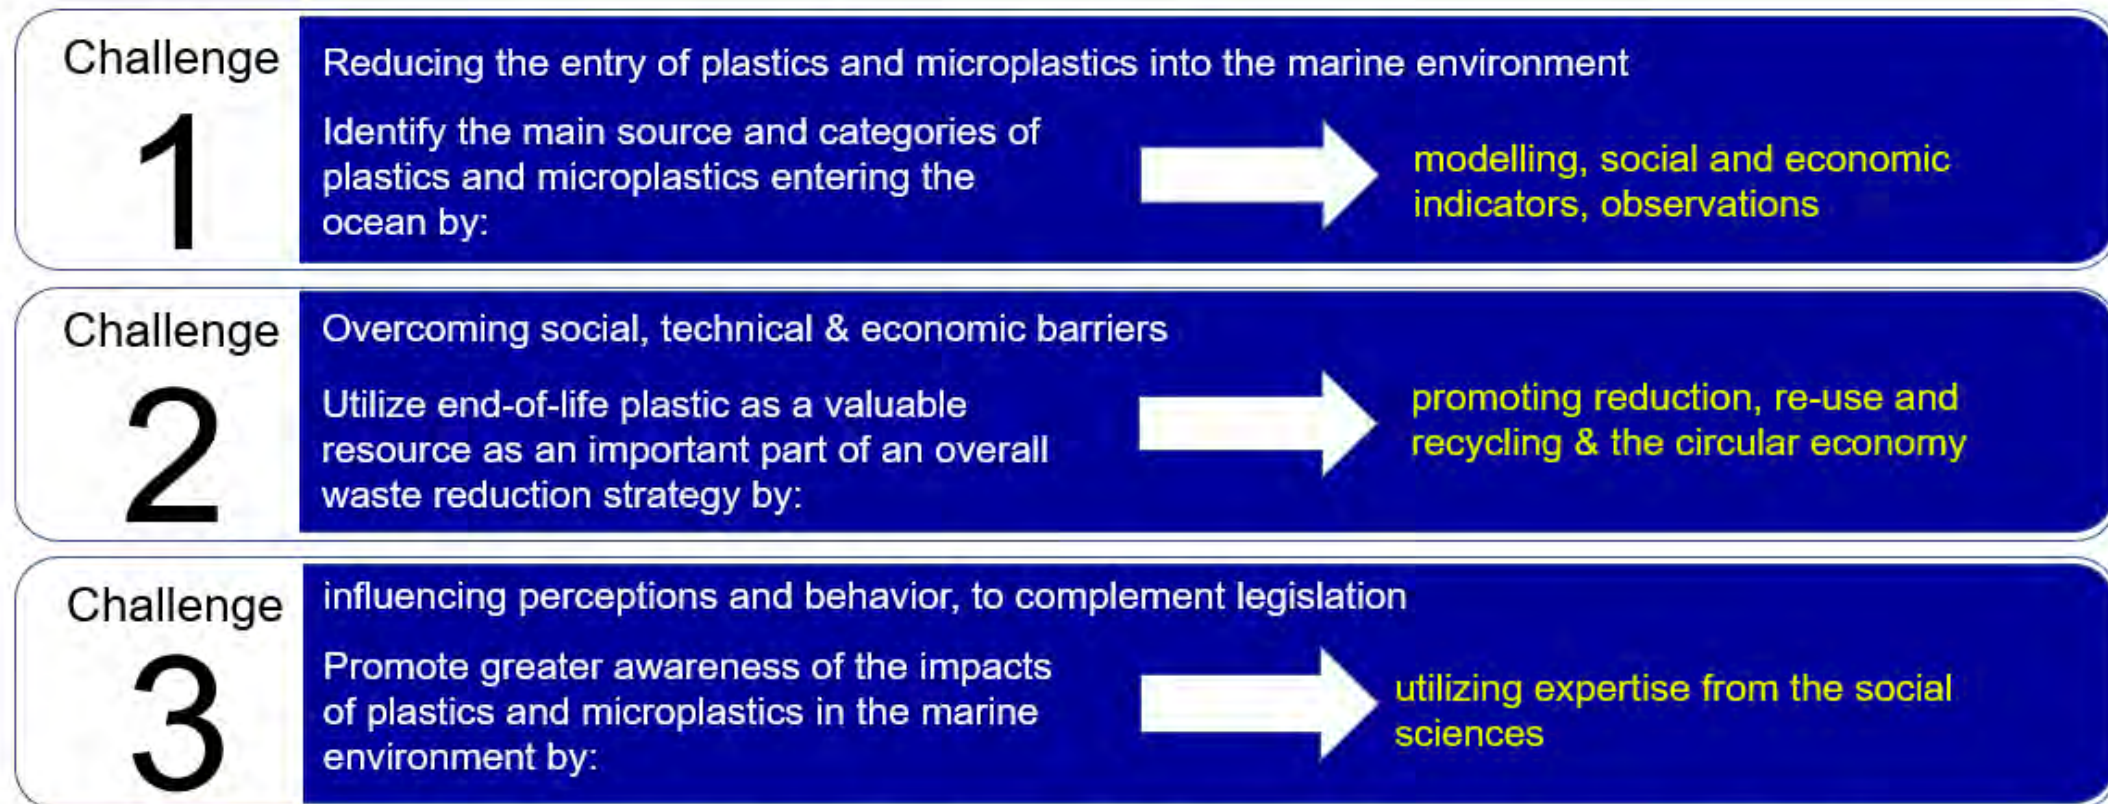 Challenge
1
Reducing the entry of plastics and microplastics into the marine environment
Identify the main source and categories of
plastics and microplastics entering the
ocean by:
modelling, social and economic
indicators, observations
Challenge
2
Overcoming social, technical & economic barriers
Utilize end-of-life plastic as a valuable
resource as an important part of an overall
waste reduction strategy by:
promoting reduction, re-use and
recycling & the circular economy
Challenge
3
influencing perceptions and behavior, to complement legislation
Promote greater awareness of the impacts
of plastics and microplastics in the marine
environment by:
utilizing expertise from the social
sciences